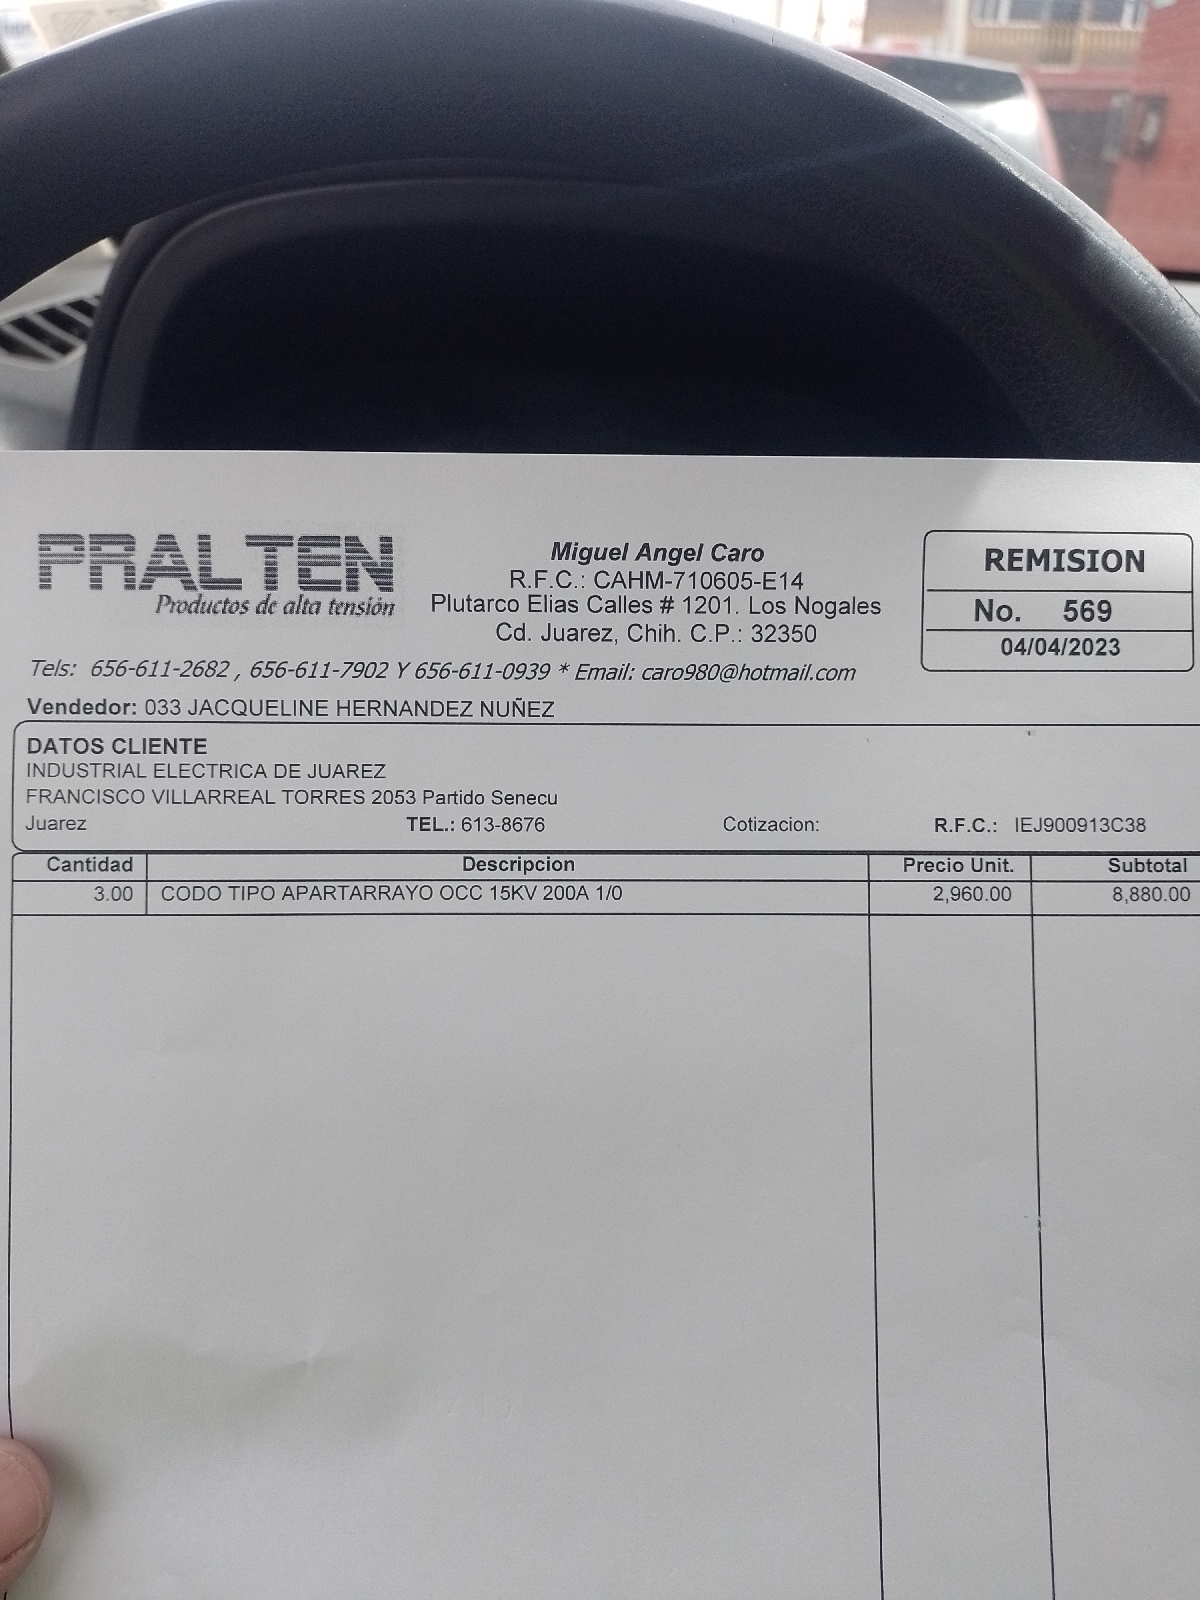 PRALTEN
Productos de alta tensión
Miguel Angel Caro
R.F.C.: CAHM-710605-E14
Plutarco Elias Calles # 1201. Los Nogales
Cd. Juarez, Chih. C.P.: 32350
REMISION
No. 569
04/04/2023
Tels: 656-611-2682 , 656-611-7902 Y 656-611-0939 * Email: caro980@hotmail.com
Vendedor: 033 JACQUELINE HERNANDEZ NUÑEZ
DATOS CLIENTE
INDUSTRIAL ELECTRICA DE JUAREZ
FRANCISCO VILLARREAL TORRES 2053 Partido Senecu
Juarez TEL.: 613-8676 Cotizacion: R.F.C.: IEJ900913C38
Cantidad Descripcion Precio Unit. Subtotal
3.00 CODO TIPO APARTARRAYO OCC 15KV 200A 1/0 2,960.00 8,880.00